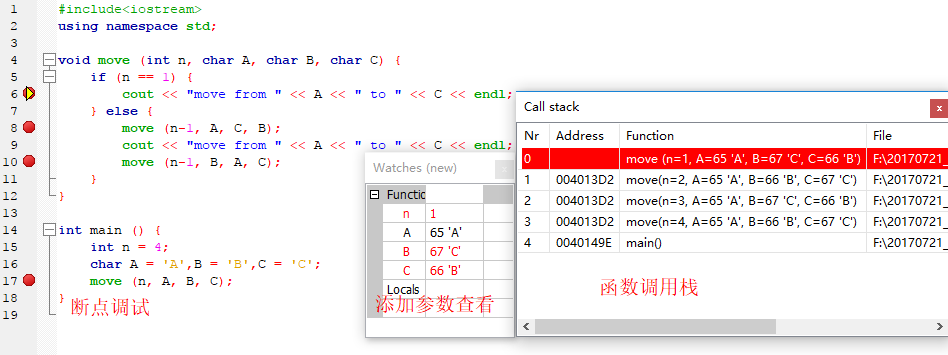 1 #include<iostream>
2 using namespace std;
3
4 void move (int n, char A, char B, char C) {
5 if (n == 1) {
6 cout << "move from " << A << " to " << C << endl;
7 } else {
8 move (n-1, A, C, B);
9 cout << "move from " << A << " to " << C << endl;
10 move (n-1, B, A, C);
11 }
12 }
13
14 int main () {
15 int n = 4;
16 char A = 'A',B = 'B',C = 'C';
17 move (n, A, B, C);
18 }
19
断点调试
Watches (new)
Functic
n 1
A 65 'A'
B 67 'C'
C 66 'B'
Locals
添加参数查看
Call stack
x
Nr Address Function File
0 move (n=1, A=65 'A', B=67 'C', C=66 'B') F:\20170721_
1 004013D2 move(n=2, A=65 'A', B=66 'B', C=67 'C') F:\20170721_
2 004013D2 move(n=3, A=65 'A', B=67 'C', C=66 'B') F:\20170721_
3 004013D2 move(n=4, A=65 'A', B=66 'B', C=67 'C') F:\20170721_
4 0040149E main() F:\20170721_
函数调用栈